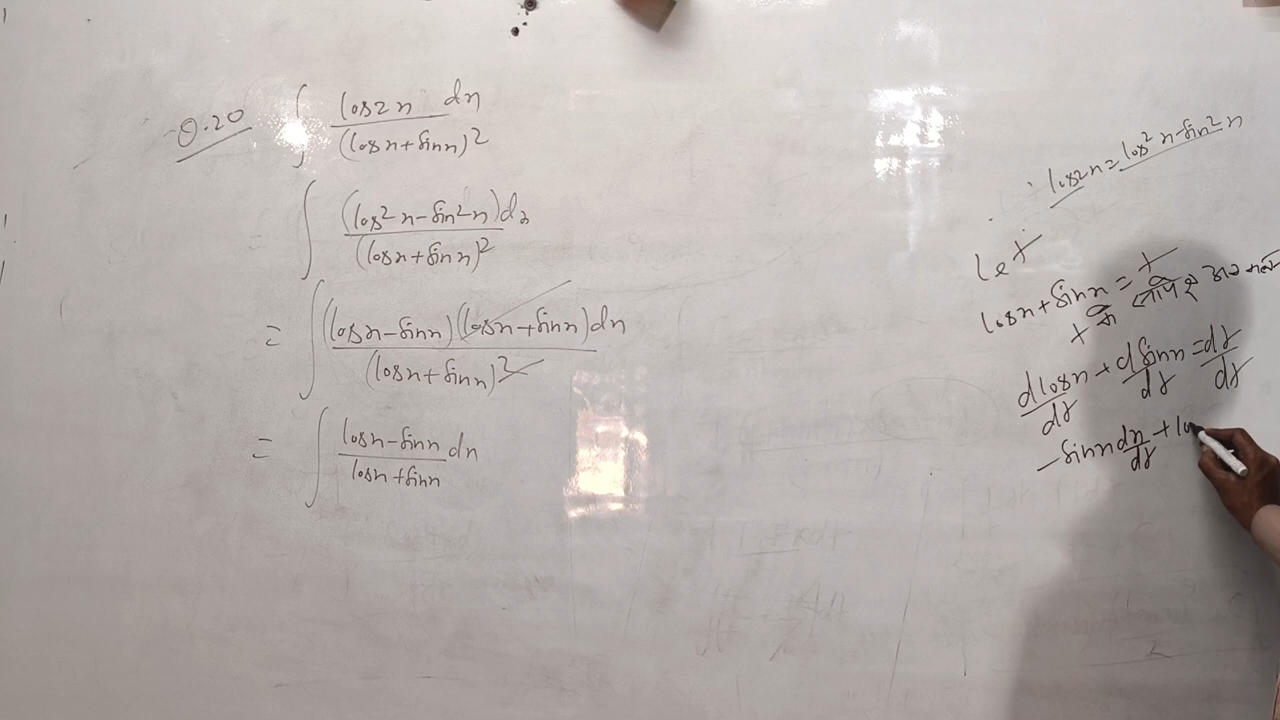 Q.20 ∫ cos2x dx / (cosx+sinx)²
= ∫ (cos²x-sin²x)dx / (cosx+sinx)²
= ∫ (cosx-sinx)(cosx+sinx)dx / (cosx+sinx)²
= ∫ cosx-sinx / cosx+sinx dx
∵ cos2x=cos²x-sin²x
Let
cosx+sinx = t
t के
dcosx/dt + dsinx/dt = dt/dt
-sinx dx/dt + co